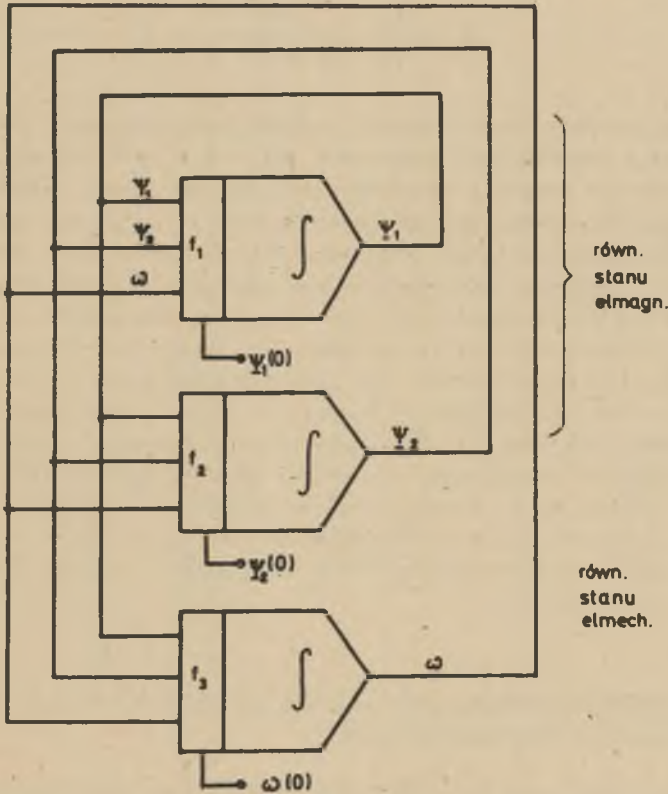 Ψ₁
Ψ₂
ω
f₁
∫
Ψ₁
Ψ₁(0)
równ.
stanu
elmagn.
f₂
∫
Ψ₂
Ψ₂(0)
równ.
stanu
elmech.
f₃
∫
ω
ω(0)